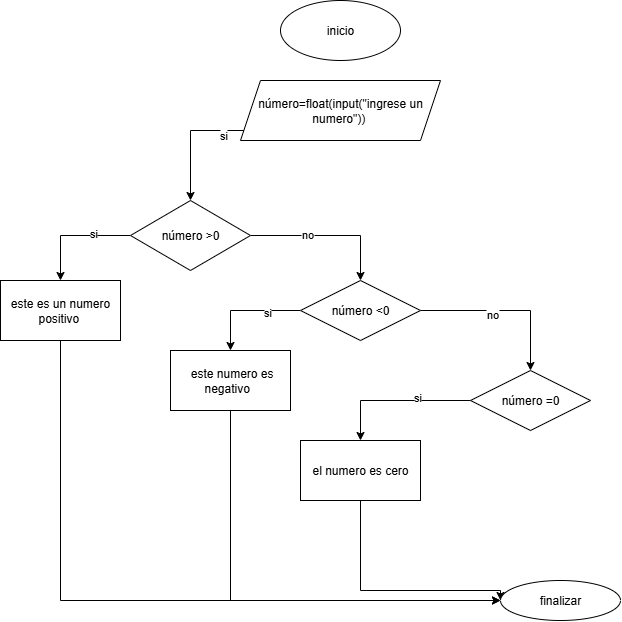 inicio
número=float(input("ingrese un
numero"))
si
número >0
si
no
este es un numero
positivo
número <0
si
no
este numero es
negativo
número =0
si
el numero es cero
finalizar